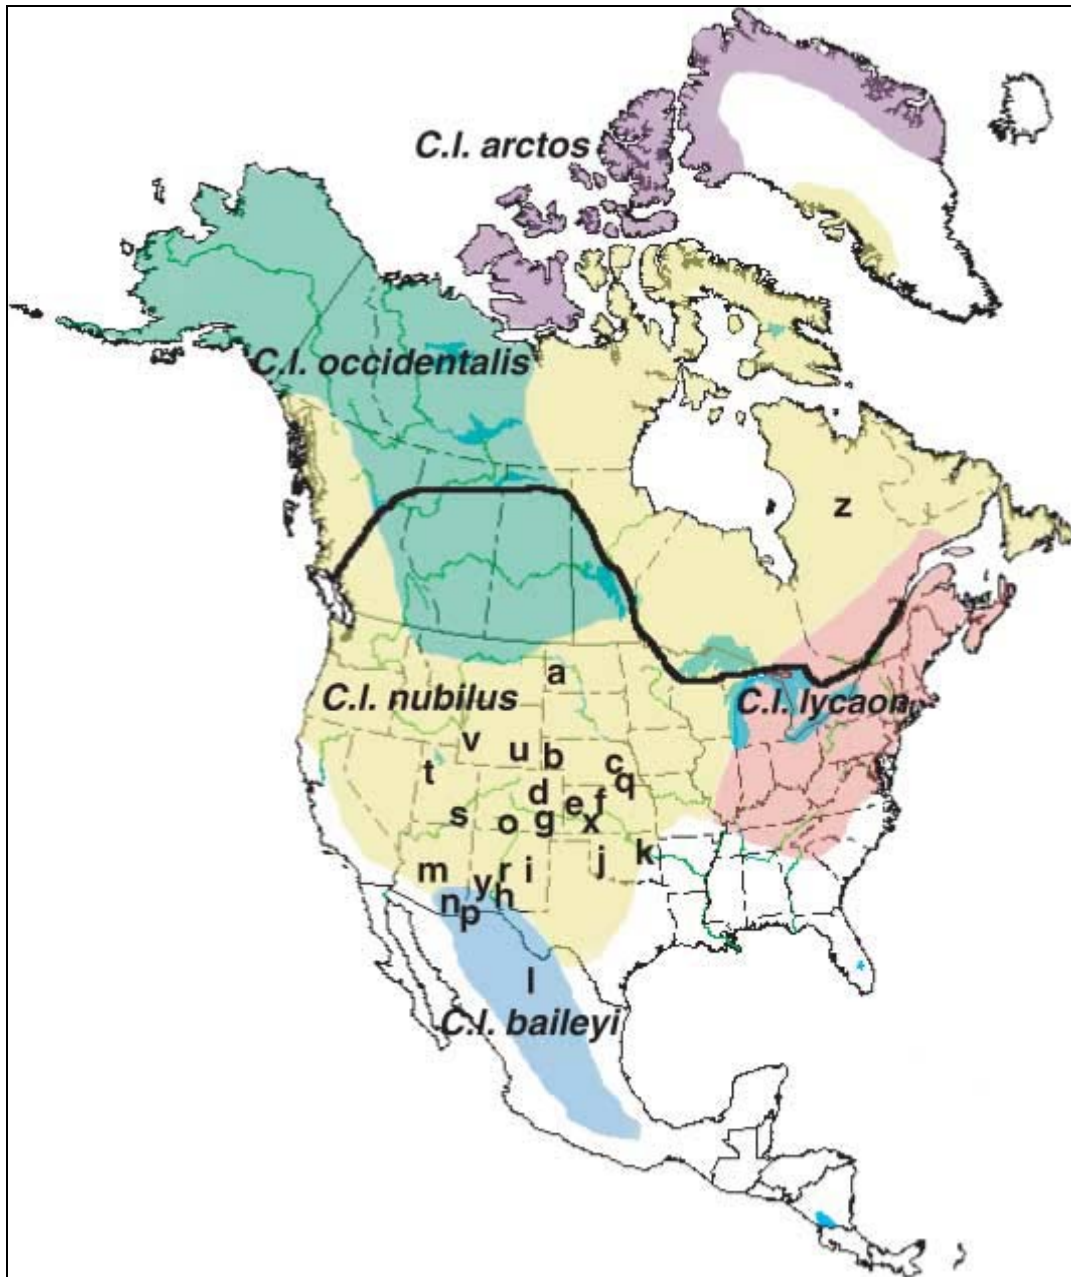 C.l. arctos
C.l. occidentalis
z
a
C.l. nubilus
C.l. lycaon
v
u
b
c
t
q
d
e
f
s
o
g
x
j
k
m
r
i
y
n
h
p
l
C.l. baileyi